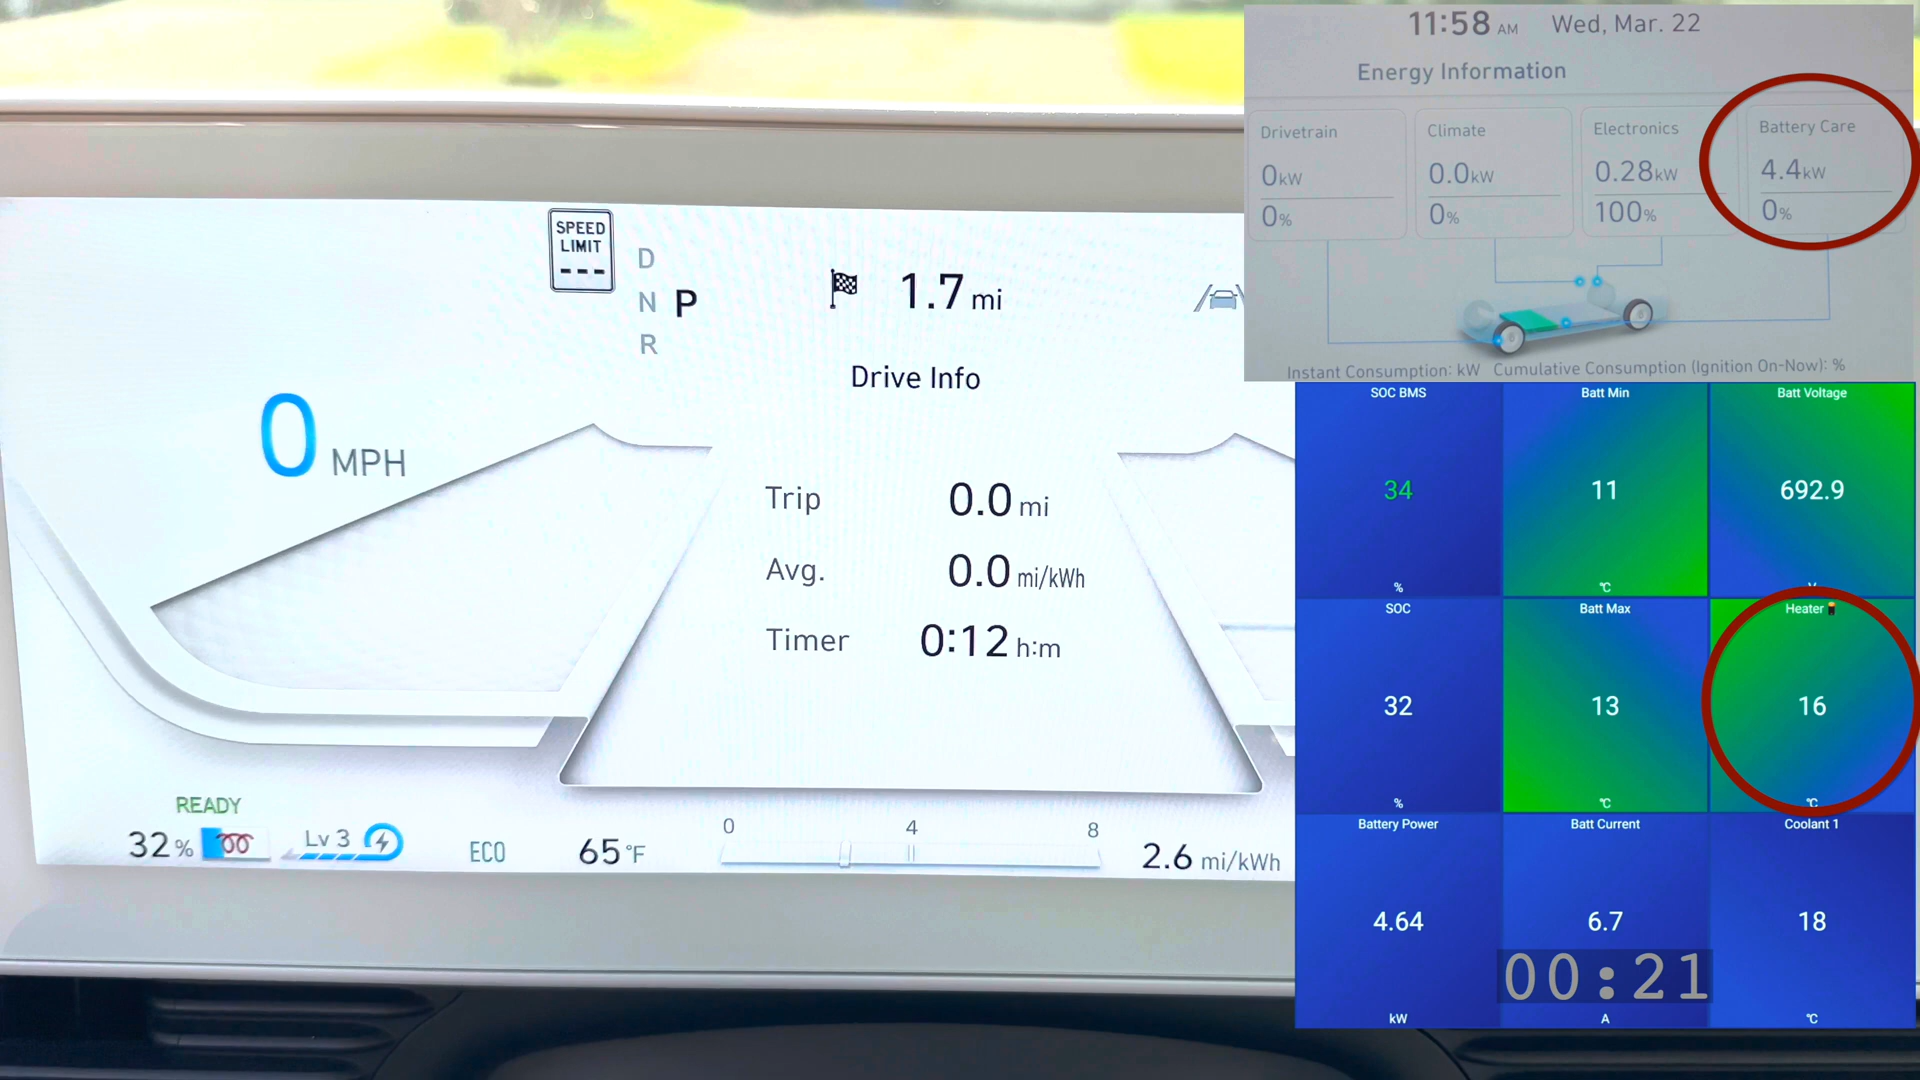 SPEED
LIMIT
---
D
N P
R
1.7 mi
Drive Info
0 MPH
Trip 0.0 mi
Avg. 0.0 mi/kWh
Timer 0:12 h:m
READY
32 %
Lv 3
ECO
65 °F
0 4 8
2.6 mi/kWh
11:58 AM Wed, Mar. 22
Energy Information
Drivetrain Climate Electronics Battery Care
0kW 0.0kW 0.28kW 4.4kW
0% 0% 100% 0%
Instant Consumption: kW Cumulative Consumption (Ignition On-Now): %
SOC BMS Batt Min Batt Voltage
34 11 692.9
% °C V
SOC Batt Max Heater
32 13 16
% °C °C
Battery Power Batt Current Coolant 1
4.64 6.7 18
00:21
kW A °C